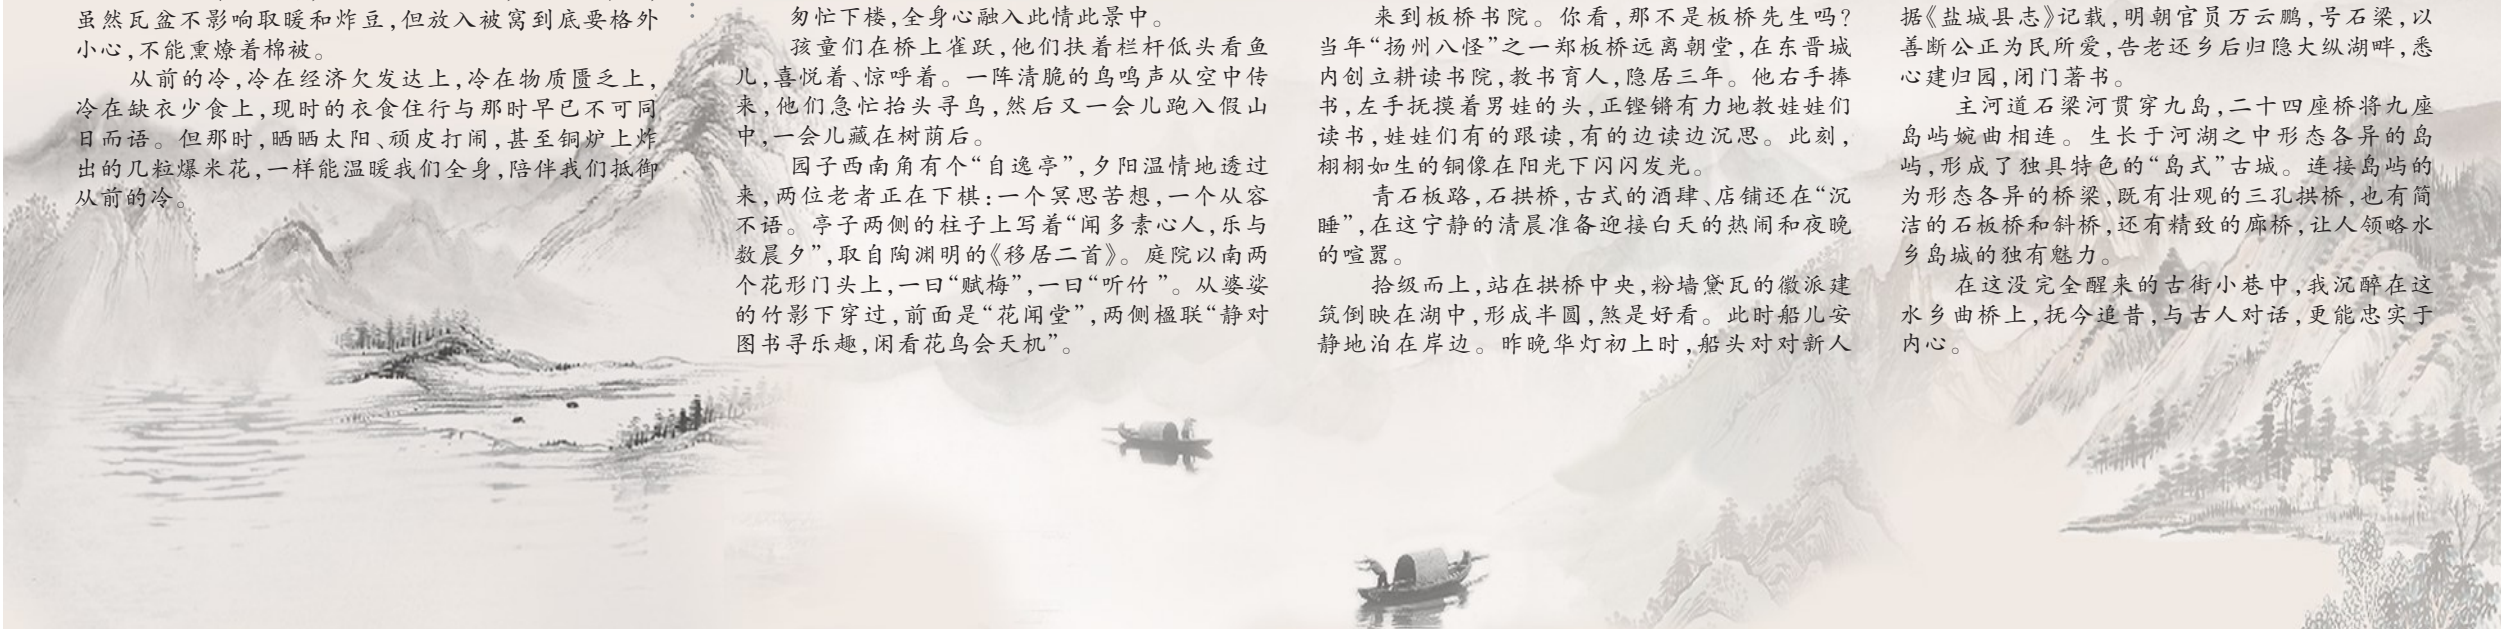 虽然瓦盆不影响取暖和炸豆,但放入被窝到底要格外
小心,不能熏燎着棉被。
从前的冷,冷在经济欠发达上,冷在物质匮乏上,
冷在缺衣少食上,现时的衣食住行与那时早已不可同
日而语。但那时,晒晒太阳、顽皮打闹,甚至铜炉上炸
出的几粒爆米花,一样能温暖我们全身,陪伴我们抵御
从前的冷。
匆忙下楼,全身心融入此情此景中。
孩童们在桥上雀跃,他们扶着栏杆低头看鱼
儿,喜悦着、惊呼着。一阵清脆的鸟鸣声从空中传
来,他们急忙抬头寻鸟,然后又一会儿跑入假山
中,一会儿藏在树荫后。
园子西南角有个“自逸亭”,夕阳温情地透过
来,两位老者正在下棋:一个冥思苦想,一个从容
不语。亭子两侧的柱子上写着“闻多素心人,乐与
数晨夕”,取自陶渊明的《移居二首》。庭院以南两
个花形门头上,一曰“赋梅”,一曰“听竹”。从婆娑
的竹影下穿过,前面是“花闻堂”,两侧楹联“静对
图书寻乐趣,闲看花鸟会天机”。
来到板桥书院。你看,那不是板桥先生吗?
当年“扬州八怪”之一郑板桥远离朝堂,在东晋城
内创立耕读书院,教书育人,隐居三年。他右手捧
书,左手抚摸着男娃的头,正铿锵有力地教娃娃们
读书,娃娃们有的跟读,有的边读边沉思。此刻,
栩栩如生的铜像在阳光下闪闪发光。
青石板路,石拱桥,古式的酒肆、店铺还在“沉
睡”,在这宁静的清晨准备迎接白天的热闹和夜晚
的喧嚣。
拾级而上,站在拱桥中央,粉墙黛瓦的徽派建
筑倒映在湖中,形成半圆,煞是好看。此时船儿安
静地泊在岸边。昨晚华灯初上时,船头对对新人
据《盐城县志》记载,明朝官员万云鹏,号石梁,以
善断公正为民所爱,告老还乡后归隐大纵湖畔,悉
心建归园,闭门著书。
主河道石梁河贯穿九岛,二十四座桥将九座
岛屿婉曲相连。生长于河湖之中形态各异的岛
屿,形成了独具特色的“岛式”古城。连接岛屿的
为形态各异的桥梁,既有壮观的三孔拱桥,也有简
洁的石板桥和斜桥,还有精致的廊桥,让人领略水
乡岛城的独有魅力。
在这没完全醒来的古街小巷中,我沉醉在这
水乡曲桥上,抚今追昔,与古人对话,更能忠实于
内心。